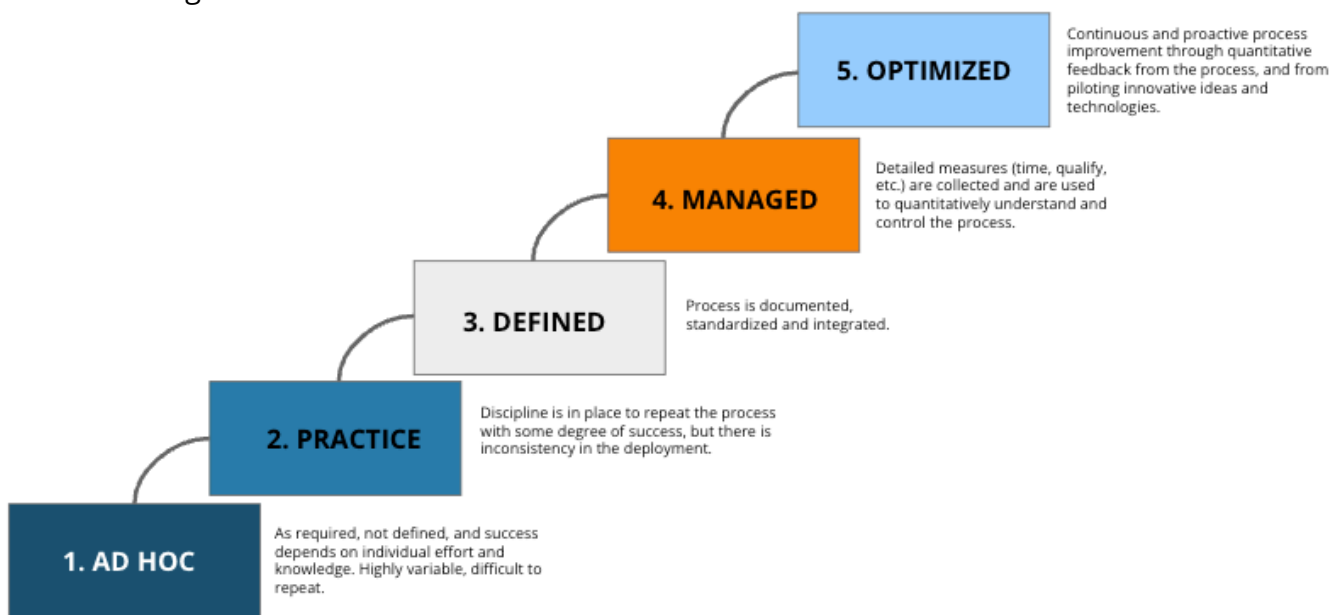 5. OPTIMIZED
Continuous and proactive process
improvement through quantitative
feedback from the process, and from
piloting innovative ideas and
technologies.
4. MANAGED
Detailed measures (time, qualify,
etc.) are collected and are used
to quantitatively understand and
control the process.
3. DEFINED
Process is documented,
standardized and integrated.
2. PRACTICE
Discipline is in place to repeat the process
with some degree of success, but there is
inconsistency in the deployment.
1. AD HOC
As required, not defined, and success
depends on individual effort and
knowledge. Highly variable, difficult to
repeat.